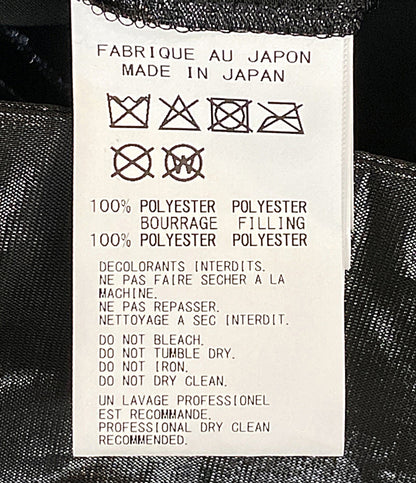 FABRIQUE AU JAPON
MADE IN JAPAN
W
100% POLYESTER POLYESTER
BOURRAGE FILLING
100% POLYESTER POLYESTER
DECOLORANTS INTERDITS.
NE PAS FAIRE SECHER A LA
MACHINE.
NE PAS REPASSER.
NETTOYAGE A SEC INTERDIT.
DO NOT BLEACH.
DO NOT TUMBLE DRY.
DO NOT IRON.
DO NOT DRY CLEAN.
UN LAVAGE PROFESSIONEL
EST RECOMMANDE.
PROFESSIONAL DRY CLEAN
RECOMMENDED.